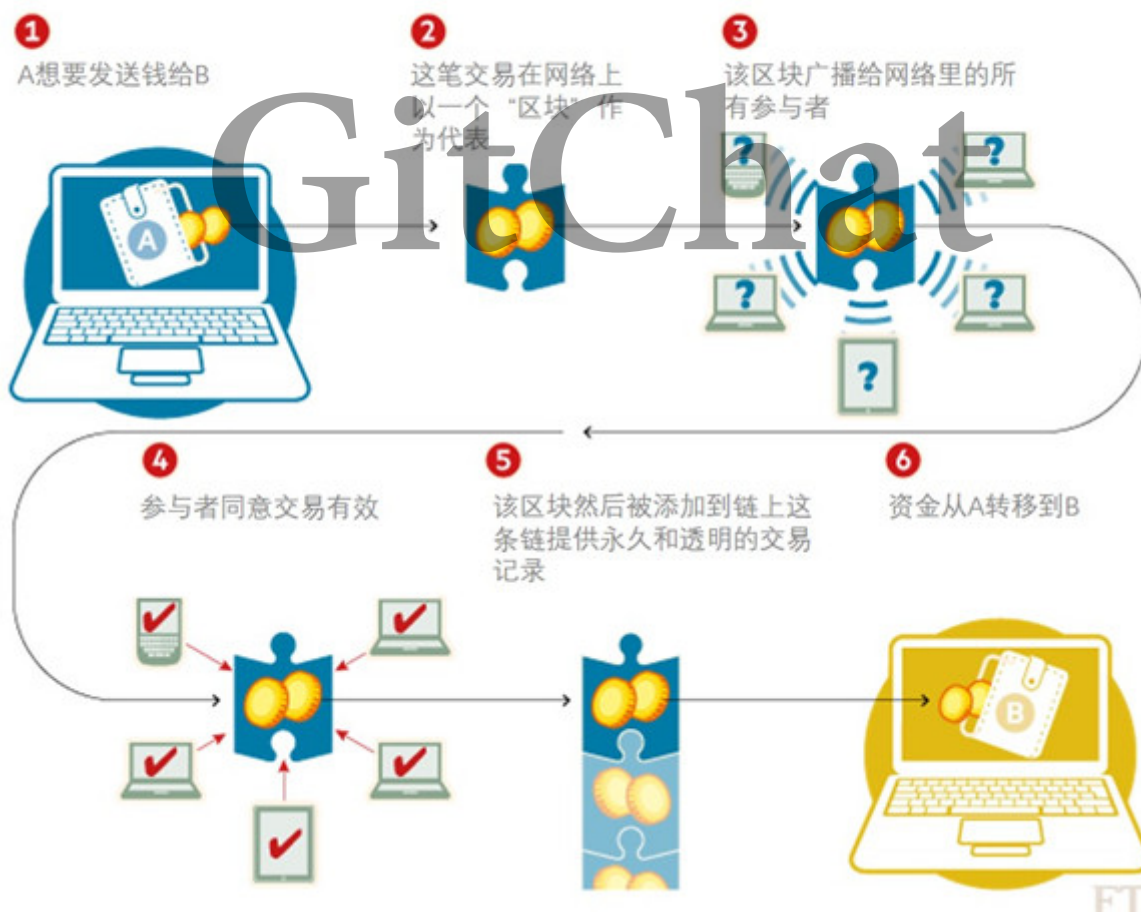 1
A想要发送钱给B
2
这笔交易在网络上
以一个“区块”作
为代表
3
该区块广播给网络里的所
有参与者
GitChat
A
?
?
?
?
?
4
参与者同意交易有效
5
该区块然后被添加到链上这
条链提供永久和透明的交易
记录
6
资金从A转移到B
B
FT